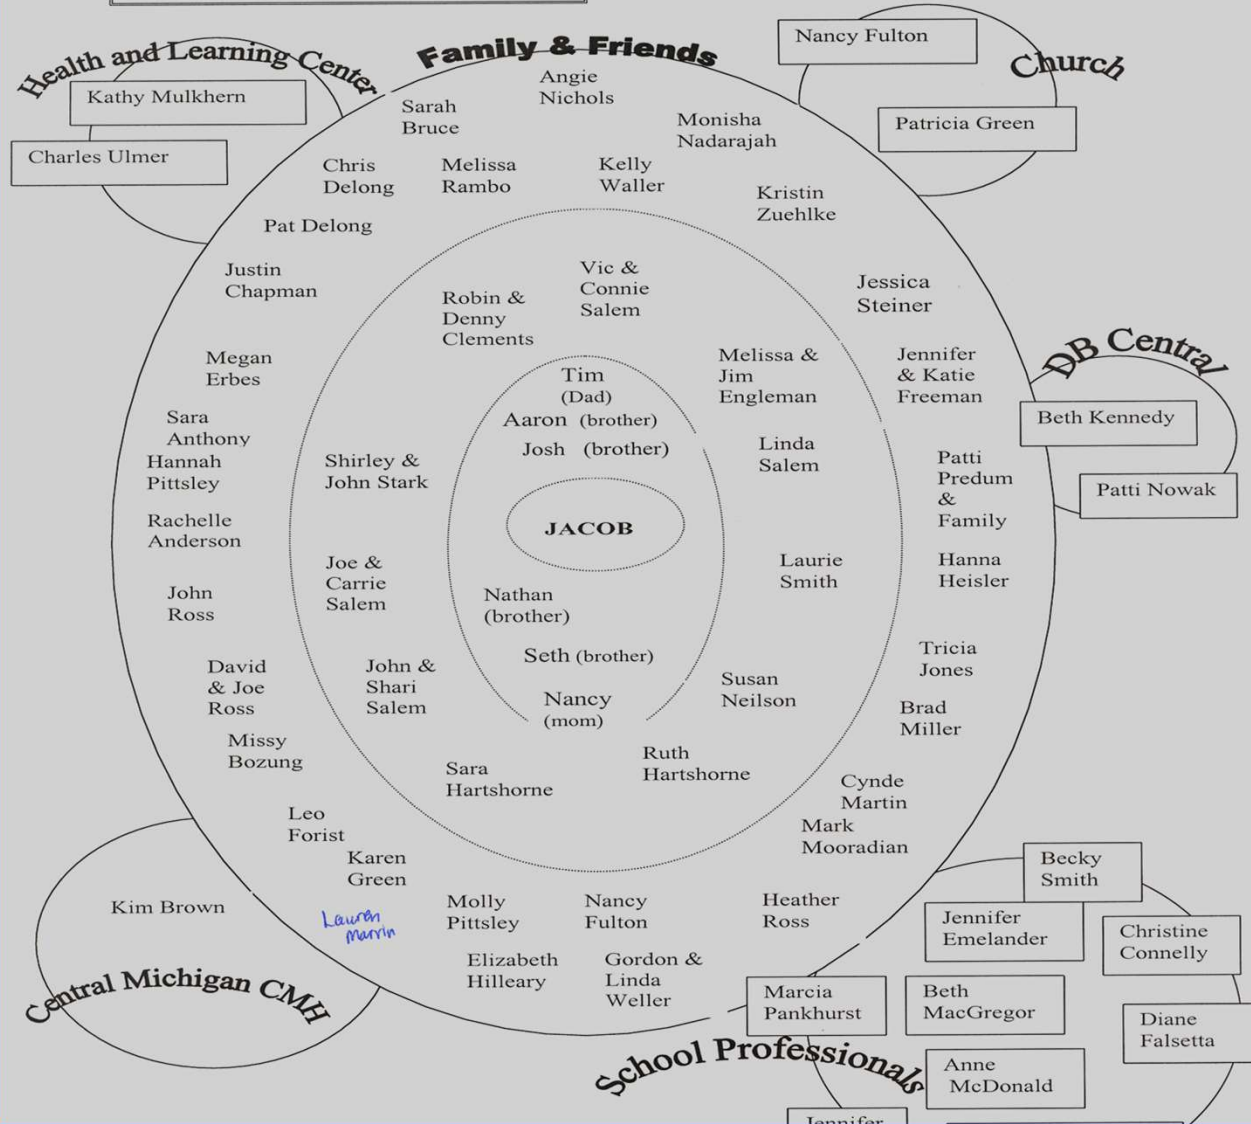 Health and Learning Center
Kathy Mulkhern
Charles Ulmer
Family & Friends
Nancy Fulton
Church
Patricia Green
Angie
Nichols
Sarah
Bruce
Monisha
Nadarajah
Chris
Delong
Melissa
Rambo
Kelly
Waller
Kristin
Zuehlke
Pat Delong
Justin
Chapman
Robin &
Denny
Clements
Vic &
Connie
Salem
Jessica
Steiner
Megan
Erbes
Melissa &
Jim
Engleman
Jennifer
& Katie
Freeman
DB Central
Beth Kennedy
Patti Nowak
Tim
(Dad)
Aaron (brother)
Josh (brother)
JACOB
Nathan
(brother)
Seth (brother)
Nancy
(mom)
Sara
Anthony
Hannah
Pittsley
Shirley &
John Stark
Linda
Salem
Patti
Predum
&
Family
Rachelle
Anderson
Joe &
Carrie
Salem
Laurie
Smith
Hanna
Heisler
John
Ross
Tricia
Jones
David
& Joe
Ross
John &
Shari
Salem
Susan
Neilson
Brad
Miller
Missy
Bozung
Sara
Hartshorne
Ruth
Hartshorne
Cynde
Martin
Mark
Mooradian
Leo
Forist
Karen
Green
Lauren
Marrin
Molly
Pittsley
Nancy
Fulton
Heather
Ross
Elizabeth
Hilleary
Gordon &
Linda
Weller
Kim Brown
Central Michigan CMH
Becky
Smith
Jennifer
Emelander
Christine
Connelly
Marcia
Pankhurst
Beth
MacGregor
Diane
Falsetta
School Professionals
Anne
McDonald
Jennifer